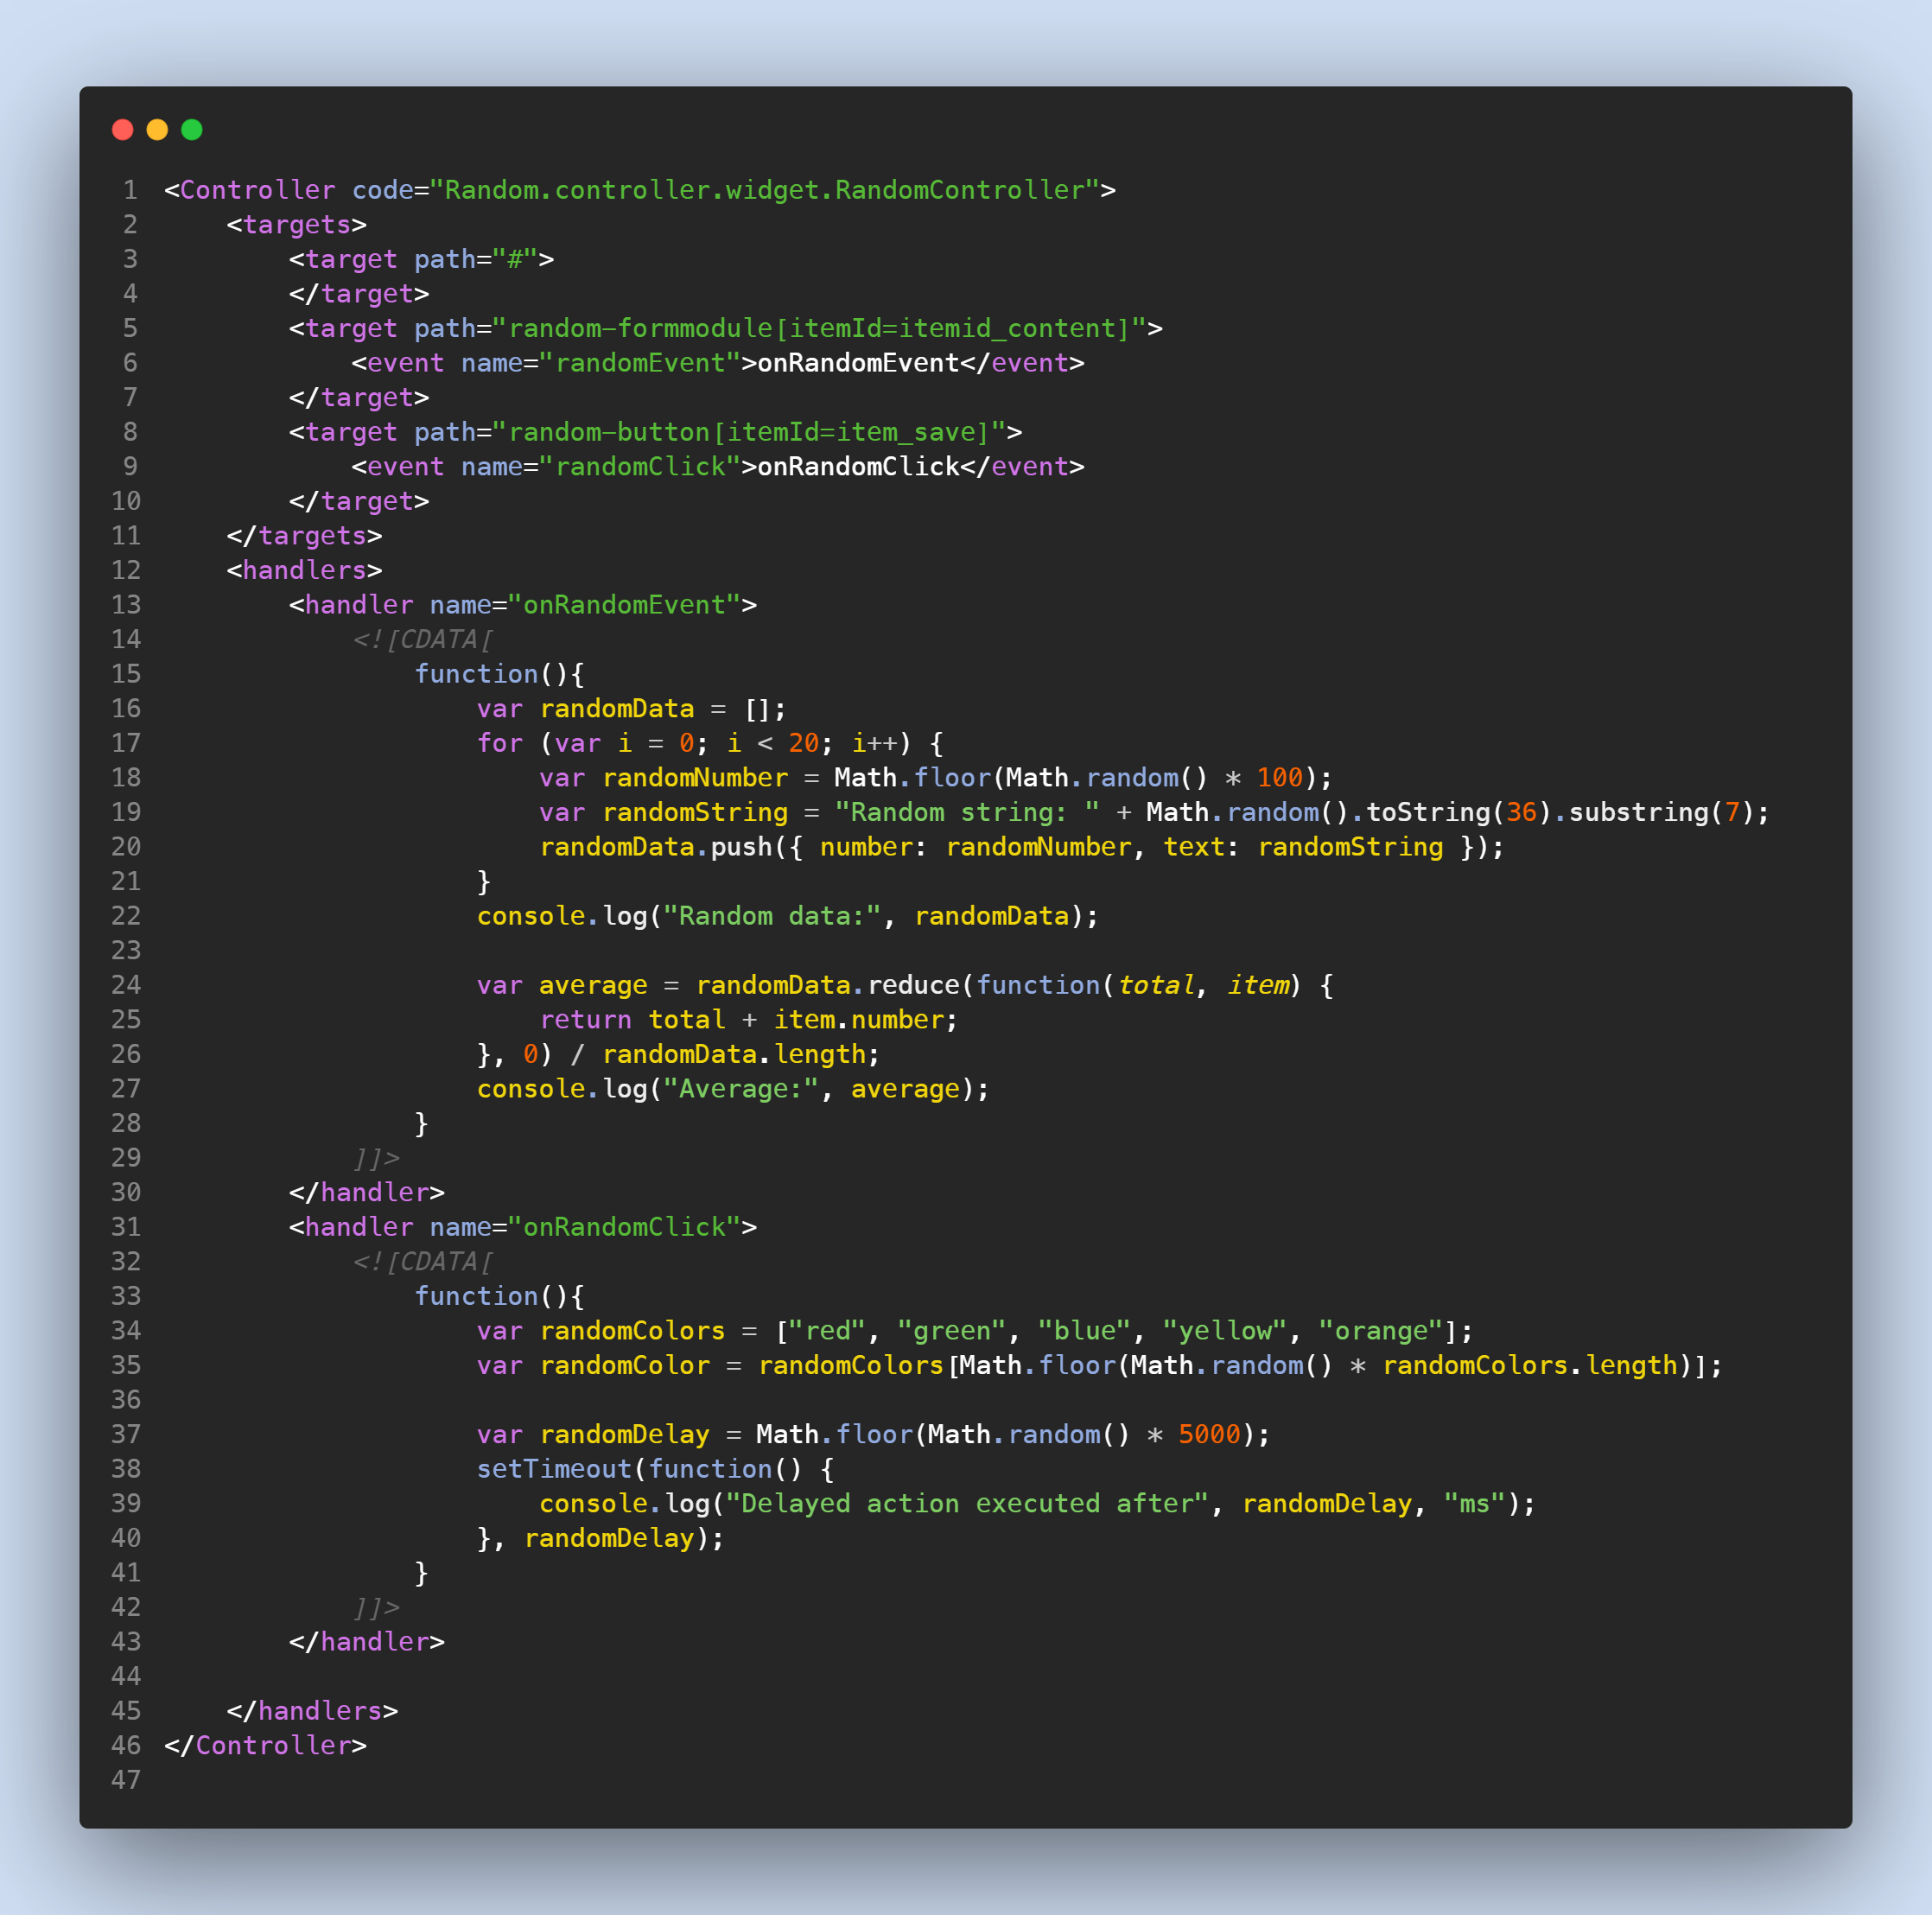 1 <Controller code="Random.controller.widget.RandomController">
2     <targets>
3         <target path="#">
4         </target>
5         <target path="random-formmodule[itemId=itemid_content]">
6             <event name="randomEvent">onRandomEvent</event>
7         </target>
8         <target path="random-button[itemId=item_save]">
9             <event name="randomClick">onRandomClick</event>
10         </target>
11     </targets>
12     <handlers>
13         <handler name="onRandomEvent">
14             <![CDATA[
15                 function(){
16                     var randomData = [];
17                     for (var i = 0; i < 20; i++) {
18                         var randomNumber = Math.floor(Math.random() * 100);
19                         var randomString = "Random string: " + Math.random().toString(36).substring(7);
20                         randomData.push({ number: randomNumber, text: randomString });
21                     }
22                     console.log("Random data:", randomData);
23
24                     var average = randomData.reduce(function(total, item) {
25                         return total + item.number;
26                     }, 0) / randomData.length;
27                     console.log("Average:", average);
28                 }
29             ]]>
30         </handler>
31         <handler name="onRandomClick">
32             <![CDATA[
33                 function(){
34                     var randomColors = ["red", "green", "blue", "yellow", "orange"];
35                     var randomColor = randomColors[Math.floor(Math.random() * randomColors.length)];
36
37                     var randomDelay = Math.floor(Math.random() * 5000);
38                     setTimeout(function() {
39                         console.log("Delayed action executed after", randomDelay, "ms");
40                     }, randomDelay);
41                 }
42             ]]>
43         </handler>
44
45     </handlers>
46 </Controller>
47